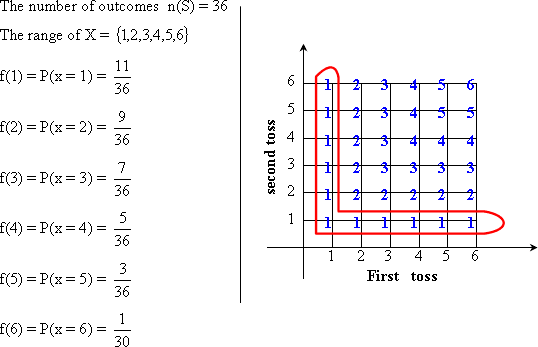 The number of outcomes n(S) = 36
The range of X = {1,2,3,4,5,6}
f(1) = P(x = 1) = 11/36
f(2) = P(x = 2) = 9/36
f(3) = P(x = 3) = 7/36
f(4) = P(x = 4) = 5/36
f(5) = P(x = 5) = 3/36
f(6) = P(x = 6) = 1/30
second toss
6 1 2 3 4 5 6
5 1 2 3 4 5 5
4 1 2 3 4 4 4
3 1 2 3 3 3 3
2 1 2 2 2 2 2
1 1 1 1 1 1 1
1 2 3 4 5 6
First toss